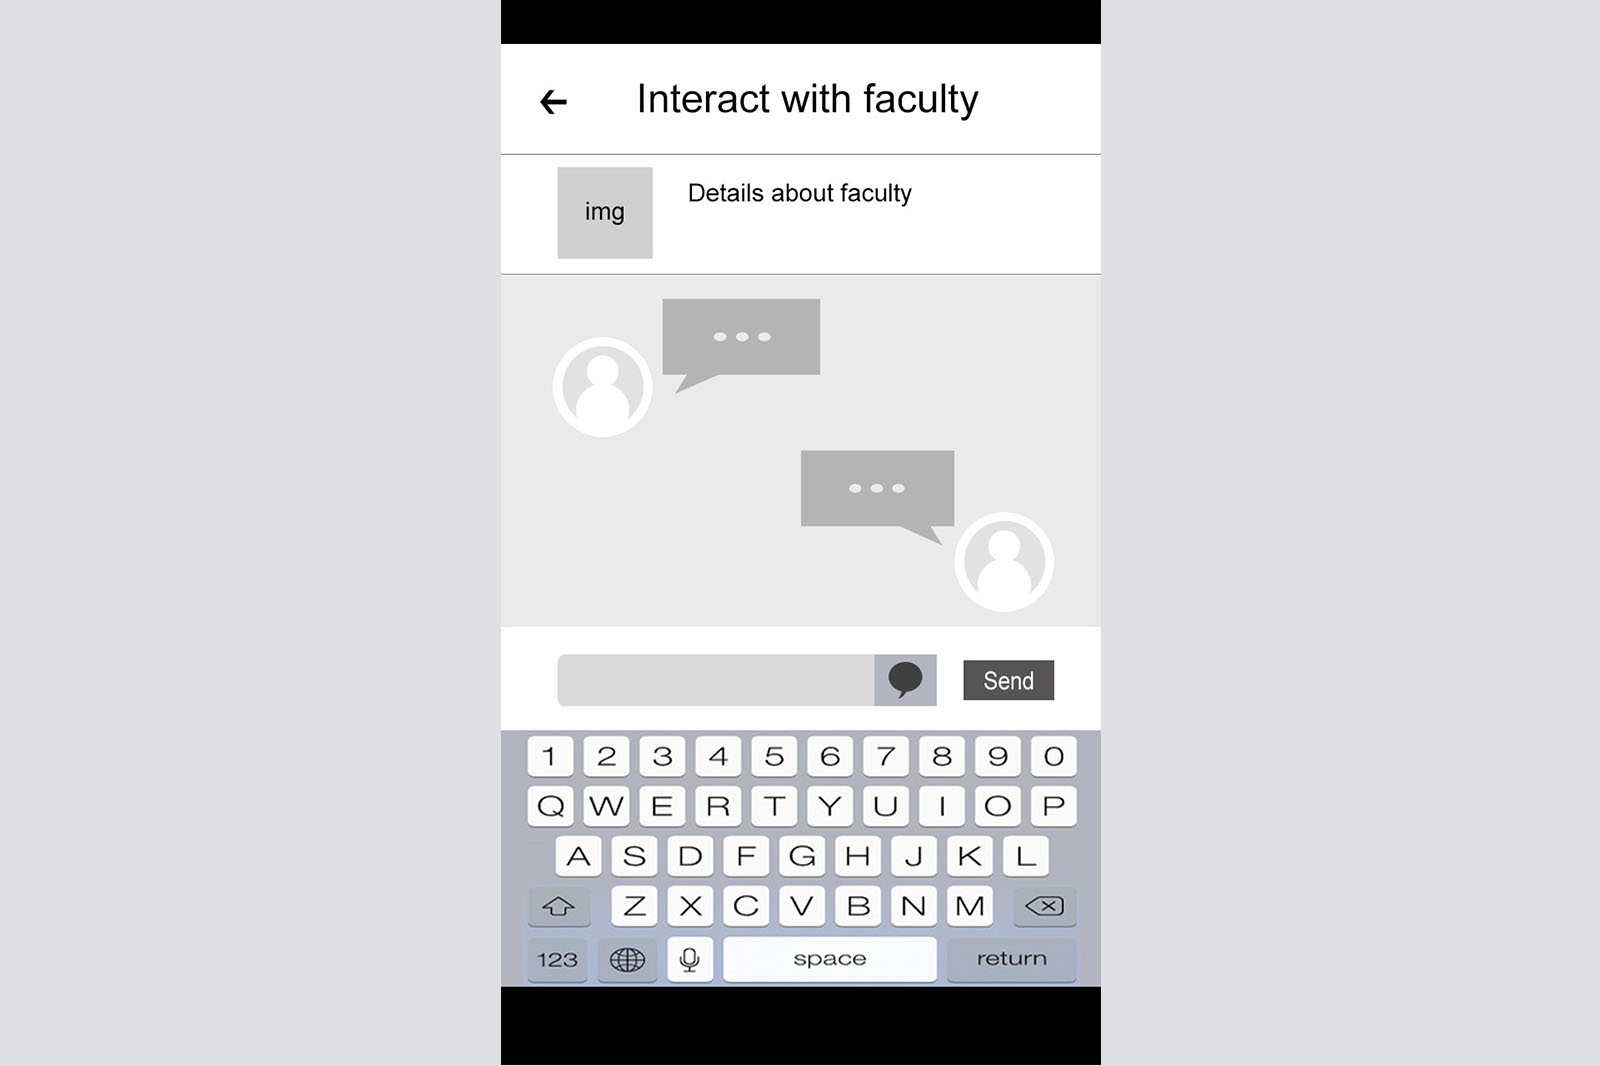 Interact with faculty
img
Details about faculty
Send
1 2 3 4 5 6 7 8 9 0
Q W E R T Y U I O P
A S D F G H J K L
Z X C V B N M
123 space return